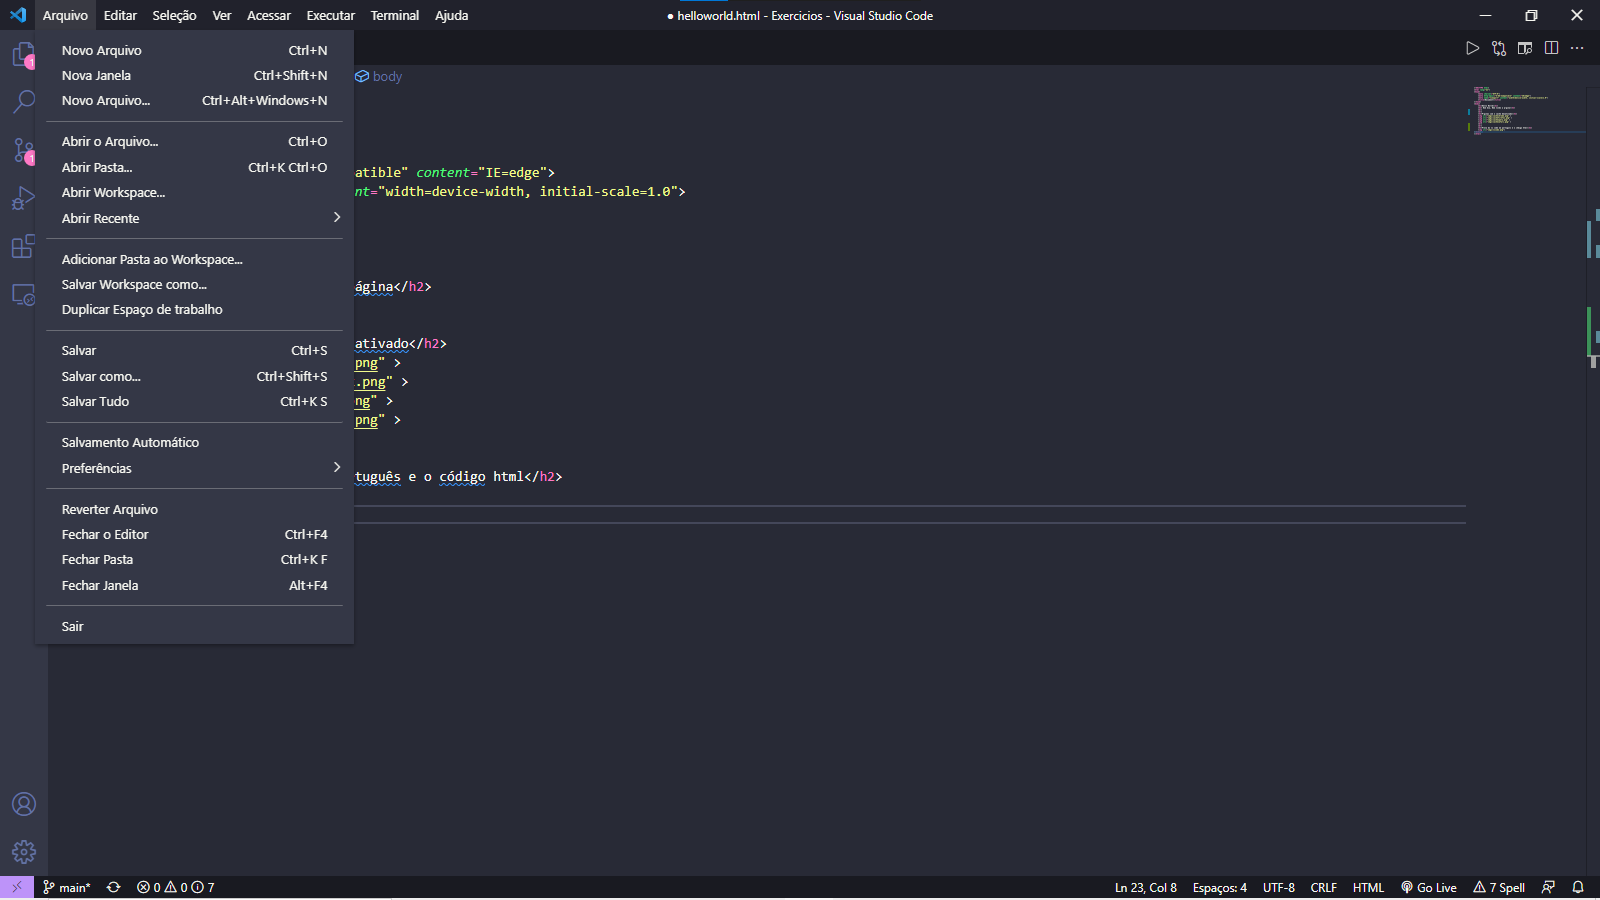 Arquivo Editar Seleção Ver Acessar Executar Terminal Ajuda ● helloworld.html - Exercicios - Visual Studio Code
Novo Arquivo Ctrl+N
Nova Janela Ctrl+Shift+N
Novo Arquivo... Ctrl+Alt+Windows+N
Abrir o Arquivo... Ctrl+O
Abrir Pasta... Ctrl+K Ctrl+O
Abrir Workspace...
Abrir Recente
Adicionar Pasta ao Workspace...
Salvar Workspace como...
Duplicar Espaço de trabalho
Salvar Ctrl+S
Salvar como... Ctrl+Shift+S
Salvar Tudo Ctrl+K S
Salvamento Automático
Preferências
Reverter Arquivo
Fechar o Editor Ctrl+F4
Fechar Pasta Ctrl+K F
Fechar Janela Alt+F4
Sair
1
1
body
atible" content="IE=edge">
nt="width=device-width, initial-scale=1.0">
ágina</h2>
ativado</h2>
png" >
.png" >
ng" >
png" >
tuguês e o código html</h2>
main* 0 0 7 Ln 23, Col 8 Espaços: 4 UTF-8 CRLF HTML Go Live 7 Spell